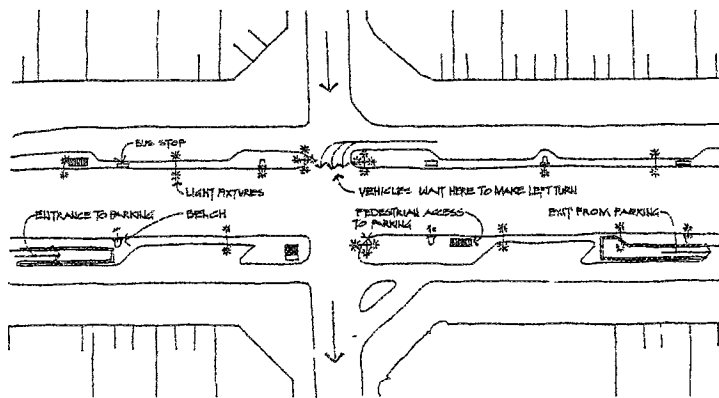 BUS STOP
LIGHT FIXTURES
VEHICLES WAIT HERE TO MAKE LEFT TURN
ENTRANCE TO PARKING
BENCH
PEDESTRIAN ACCESS
TO PARKING
EXIT FROM PARKING